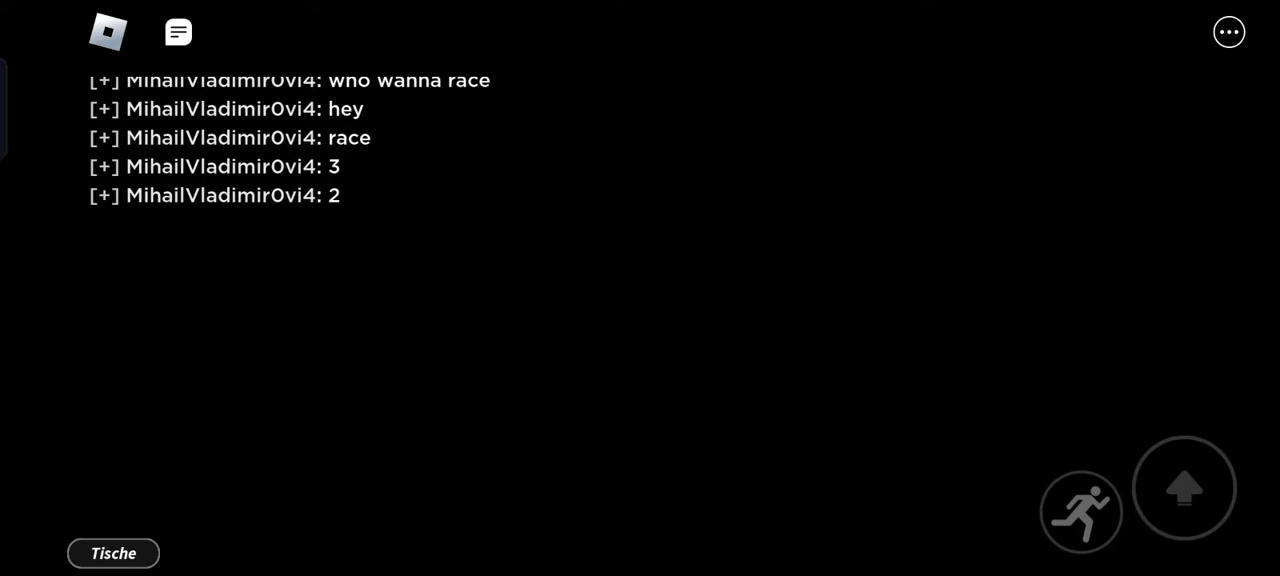 [+] MihailVladimir0vi4: who wanna race
[+] MihailVladimir0vi4: hey
[+] MihailVladimir0vi4: race
[+] MihailVladimir0vi4: 3
[+] MihailVladimir0vi4: 2
Tische